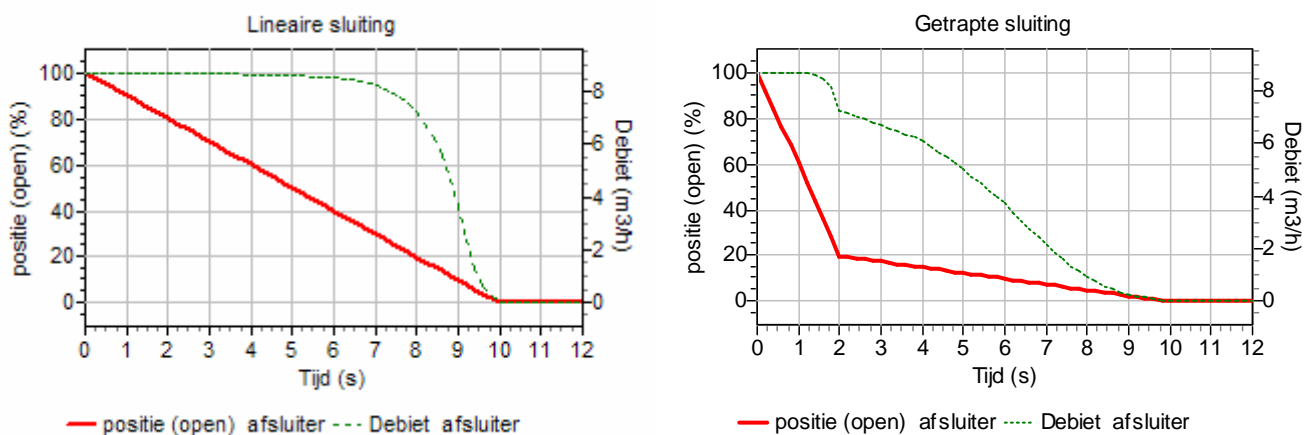 Lineaire sluiting
positie (open) (%)
100
80
60
40
20
0
8
6
4
2
0
Debiet (m3/h)
0 1 2 3 4 5 6 7 8 9 10 11 12
Tijd (s)
positie (open) afsluiter Debiet afsluiter
Getrapte sluiting
positie (open) (%)
100
80
60
40
20
0
8
6
4
2
0
Debiet (m3/h)
0 1 2 3 4 5 6 7 8 9 10 11 12
Tijd (s)
positie (open) afsluiter Debiet afsluiter